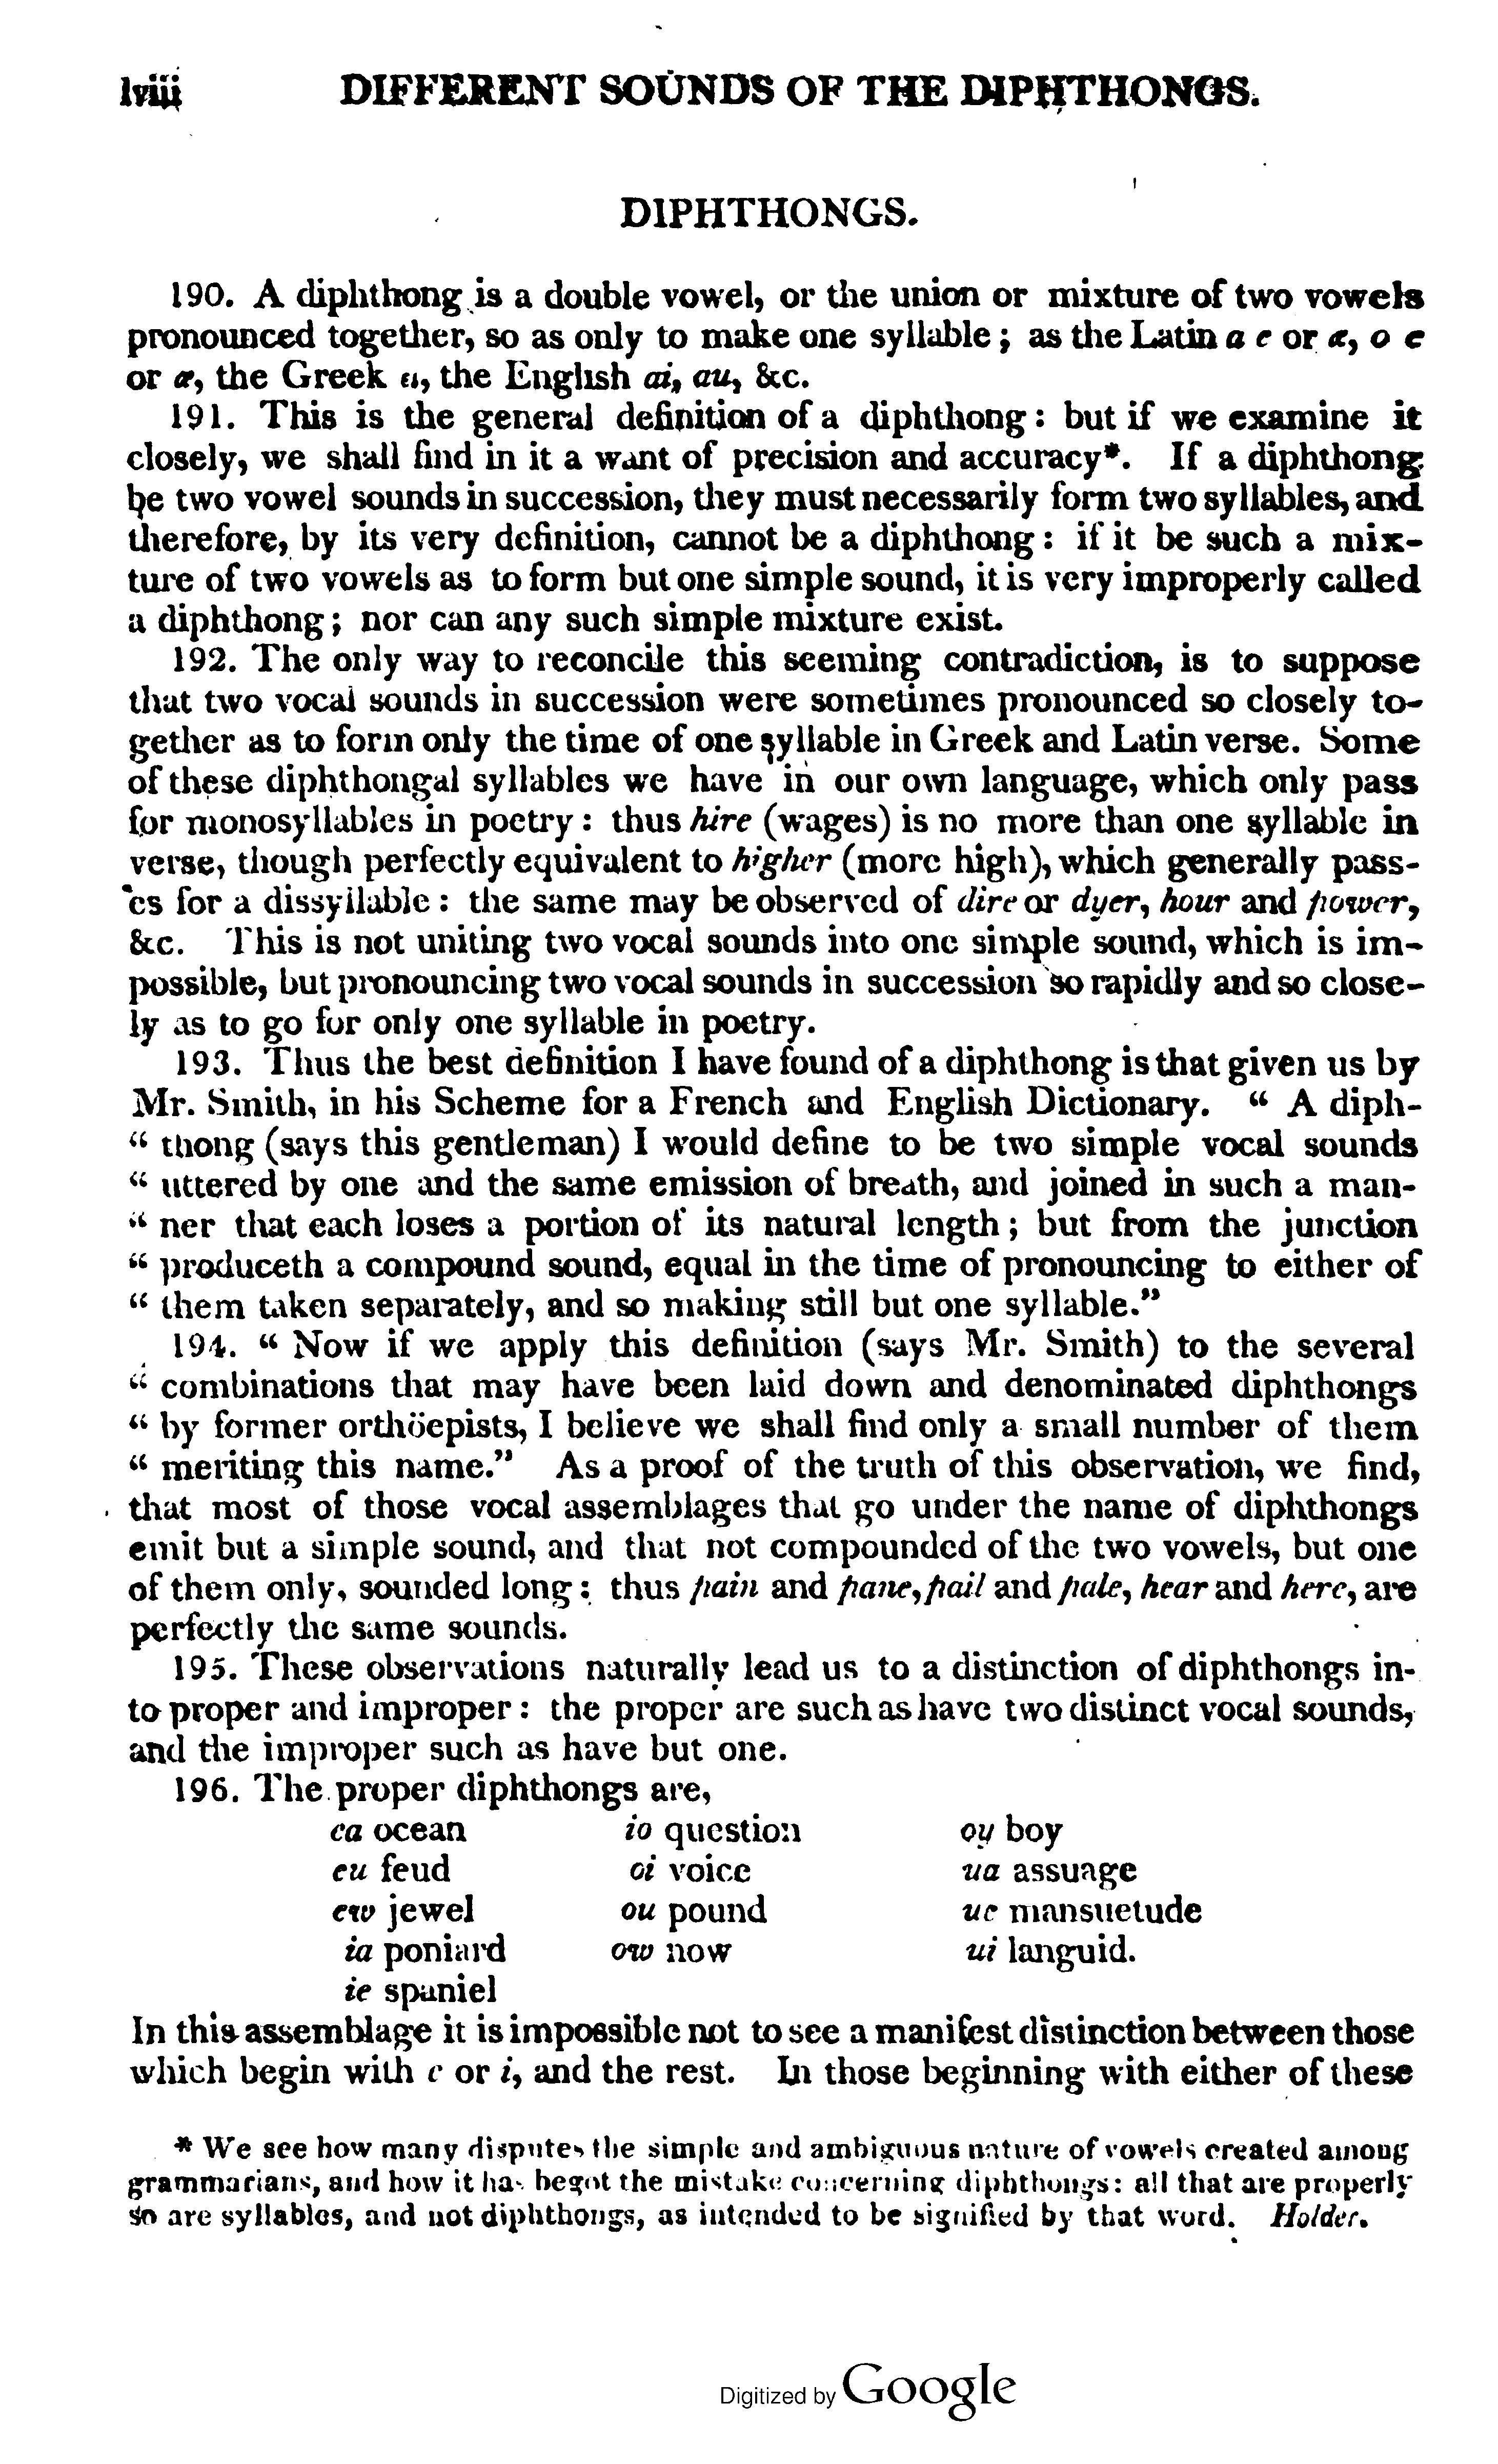 lviii DIFFERENT SOUNDS OF THE DIPHTHONGS.
DIPHTHONGS.
190. A diphthong is a double vowel, or the union or mixture of two vowels
pronounced together, so as only to make one syllable; as the Latin a e or æ, o e
or œ, the Greek ει, the English ai, au, &c.
191. This is the general definition of a diphthong: but if we examine it
closely, we shall find in it a want of precision and accuracy*. If a diphthong
be two vowel sounds in succession, they must necessarily form two syllables, and
therefore, by its very definition, cannot be a diphthong: if it be such a mix-
ture of two vowels as to form but one simple sound, it is very improperly called
a diphthong; nor can any such simple mixture exist.
192. The only way to reconcile this seeming contradiction, is to suppose
that two vocal sounds in succession were sometimes pronounced so closely to-
gether as to form only the time of one syllable in Greek and Latin verse. Some
of these diphthongal syllables we have in our own language, which only pass
for monosyllables in poetry: thus hire (wages) is no more than one syllable in
verse, though perfectly equivalent to higher (more high), which generally pass-
es for a dissyllable: the same may be observed of dire or dyer, hour and power,
&c. This is not uniting two vocal sounds into one simple sound, which is im-
possible, but pronouncing two vocal sounds in succession so rapidly and so close-
ly as to go for only one syllable in poetry.
193. Thus the best definition I have found of a diphthong is that given us by
Mr. Smith, in his Scheme for a French and English Dictionary. “ A diph-
“ thong (says this gentleman) I would define to be two simple vocal sounds
“ uttered by one and the same emission of breath, and joined in such a man-
“ ner that each loses a portion of its natural length; but from the junction
“ produceth a compound sound, equal in the time of pronouncing to either of
“ them taken separately, and so making still but one syllable.”
194. “ Now if we apply this definition (says Mr. Smith) to the several
“ combinations that may have been laid down and denominated diphthongs
“ by former orthöepists, I believe we shall find only a small number of them
“ meriting this name.” As a proof of the truth of this observation, we find,
that most of those vocal assemblages that go under the name of diphthongs
emit but a simple sound, and that not compounded of the two vowels, but one
of them only, sounded long: thus pain and pane, pail and pale, hear and here, are
perfectly the same sounds.
195. These observations naturally lead us to a distinction of diphthongs in-
to proper and improper: the proper are such as have two distinct vocal sounds,
and the improper such as have but one.
196. The proper diphthongs are,
ea ocean io question oy boy
eu feud oi voice ua assuage
ew jewel ou pound ue mansuetude
ia poniard ow now ui languid.
ie spaniel
In this assemblage it is impossible not to see a manifest distinction between those
which begin with e or i, and the rest. In those beginning with either of these
* We see how many disputes the simple and ambiguous nature of vowels created among
grammarians, and how it has begot the mistake concerning diphthongs: all that are properly
so are syllables, and not diphthongs, as intended to be signified by that word. Holder.
Digitized by Google